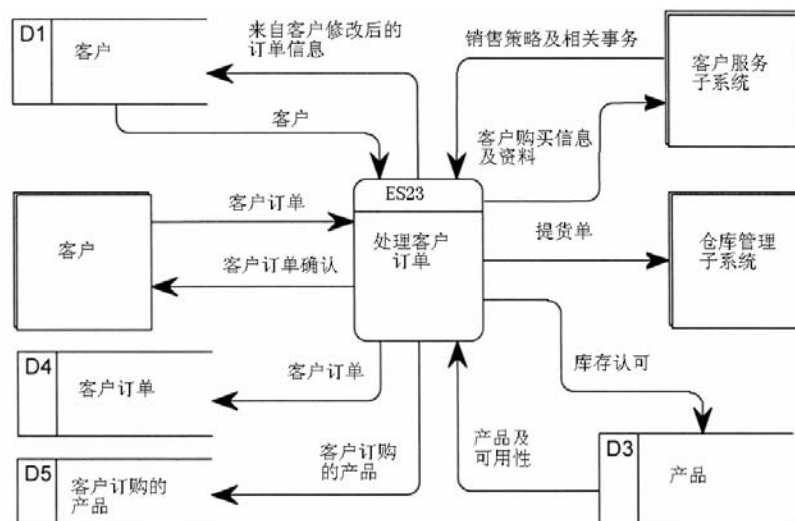 D1
客户
来自客户修改后的
订单信息
销售策略及相关事务
客户服务
子系统
客户
客户购买信息
及资料
ES23
客户订单
处理客户
订单
提货单
客户
仓库管理
子系统
客户订单确认
D4
客户订单
客户订单
库存认可
D5
客户订购的
产品
客户订购
的产品
产品及
可用性
D3
产品